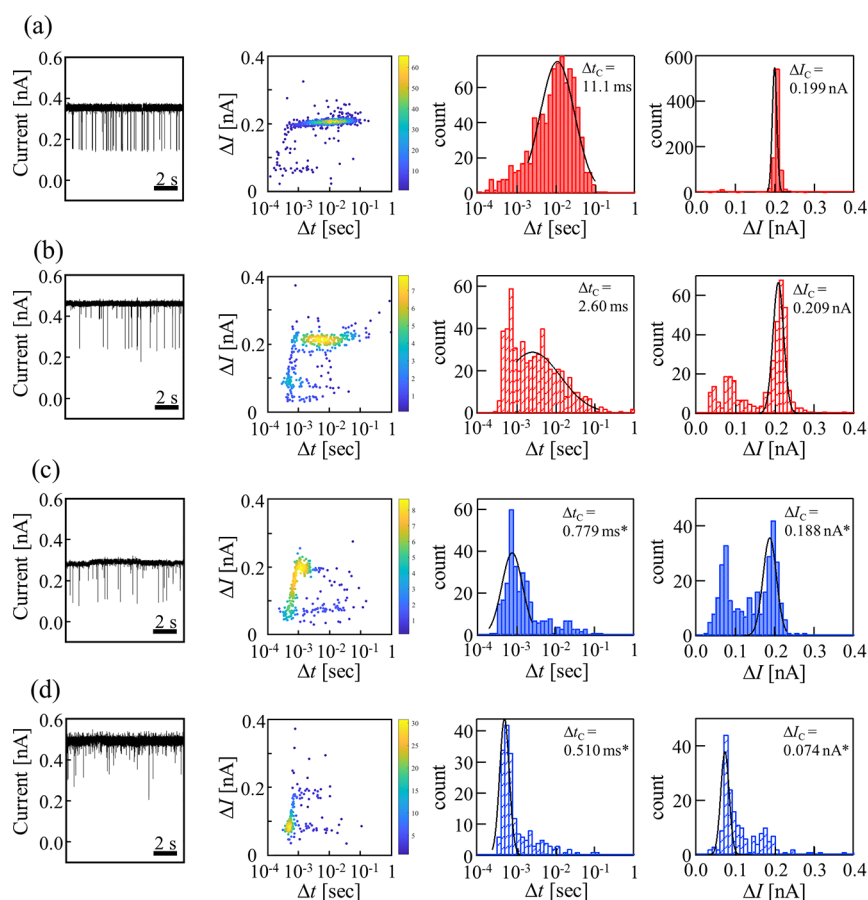 (a)
0.6
0.4
0.2
0.0
Current [nA]
2 s
0.4
0.2
0
ΔI [nA]
10⁻⁴ 10⁻³ 10⁻² 10⁻¹ 1
Δt [sec]
60
50
40
30
20
10
60
40
20
0
count
Δt_C =
11.1 ms
10⁻⁴ 10⁻³ 10⁻² 10⁻¹ 1
Δt [sec]
600
400
200
0
count
ΔI_C =
0.199 nA
0.0 0.1 0.2 0.3 0.4
ΔI [nA]
(b)
0.6
0.4
0.2
0.0
Current [nA]
2 s
0.4
0.2
0
ΔI [nA]
10⁻⁴ 10⁻³ 10⁻² 10⁻¹ 1
Δt [sec]
7
6
5
4
3
2
1
60
40
20
0
count
Δt_C =
2.60 ms
10⁻⁴ 10⁻³ 10⁻² 10⁻¹ 1
Δt [sec]
60
40
20
0
count
ΔI_C =
0.209 nA
0.0 0.1 0.2 0.3 0.4
ΔI [nA]
(c)
0.6
0.4
0.2
0.0
Current [nA]
2 s
0.4
0.2
0
ΔI [nA]
10⁻⁴ 10⁻³ 10⁻² 10⁻¹ 1
Δt [sec]
8
7
6
5
4
3
2
1
60
40
20
0
count
Δt_C =
0.779 ms*
10⁻⁴ 10⁻³ 10⁻² 10⁻¹ 1
Δt [sec]
40
20
0
count
ΔI_C =
0.188 nA*
0.0 0.1 0.2 0.3 0.4
ΔI [nA]
(d)
0.6
0.4
0.2
0.0
Current [nA]
2 s
0.4
0.2
0
ΔI [nA]
10⁻⁴ 10⁻³ 10⁻² 10⁻¹ 1
Δt [sec]
30
25
20
15
10
5
40
30
20
10
0
count
Δt_C =
0.510 ms*
10⁻⁴ 10⁻³ 10⁻² 10⁻¹ 1
Δt [sec]
40
20
0
count
ΔI_C =
0.074 nA*
0.0 0.1 0.2 0.3 0.4
ΔI [nA]